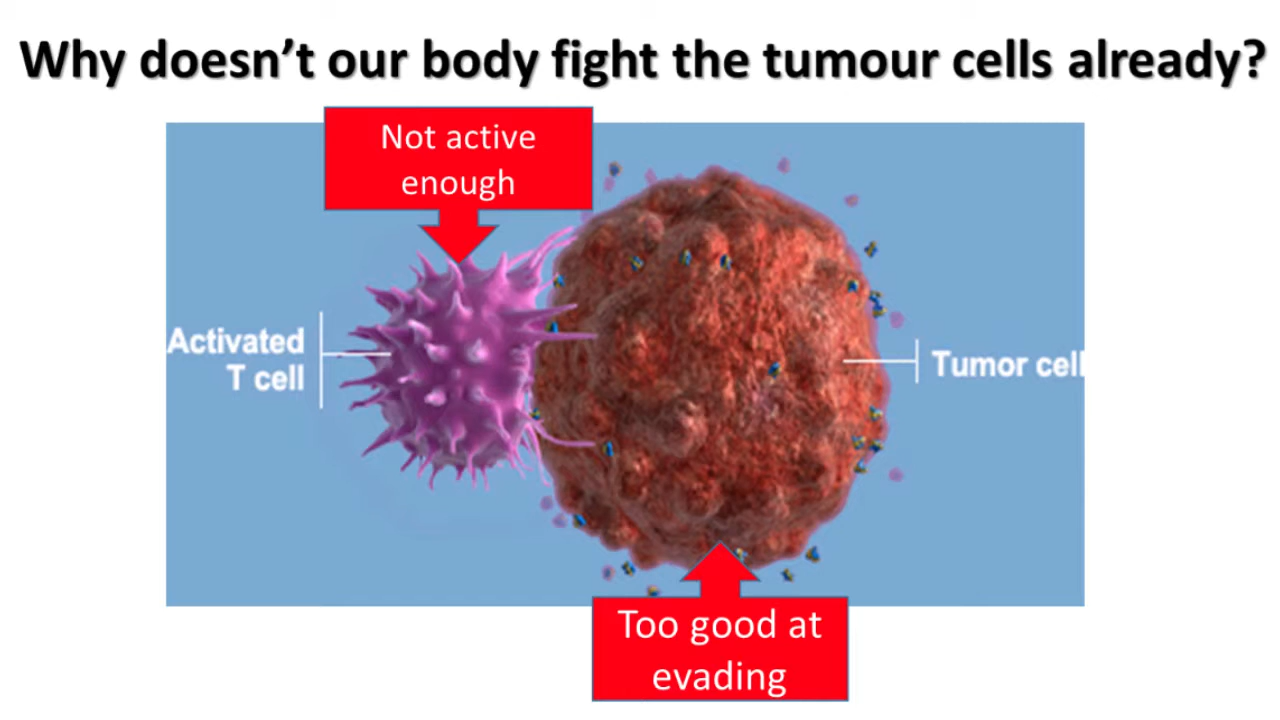 Why doesn’t our body fight the tumour cells already?
Not active
enough
Activated
T cell
Tumor cell
Too good at
evading